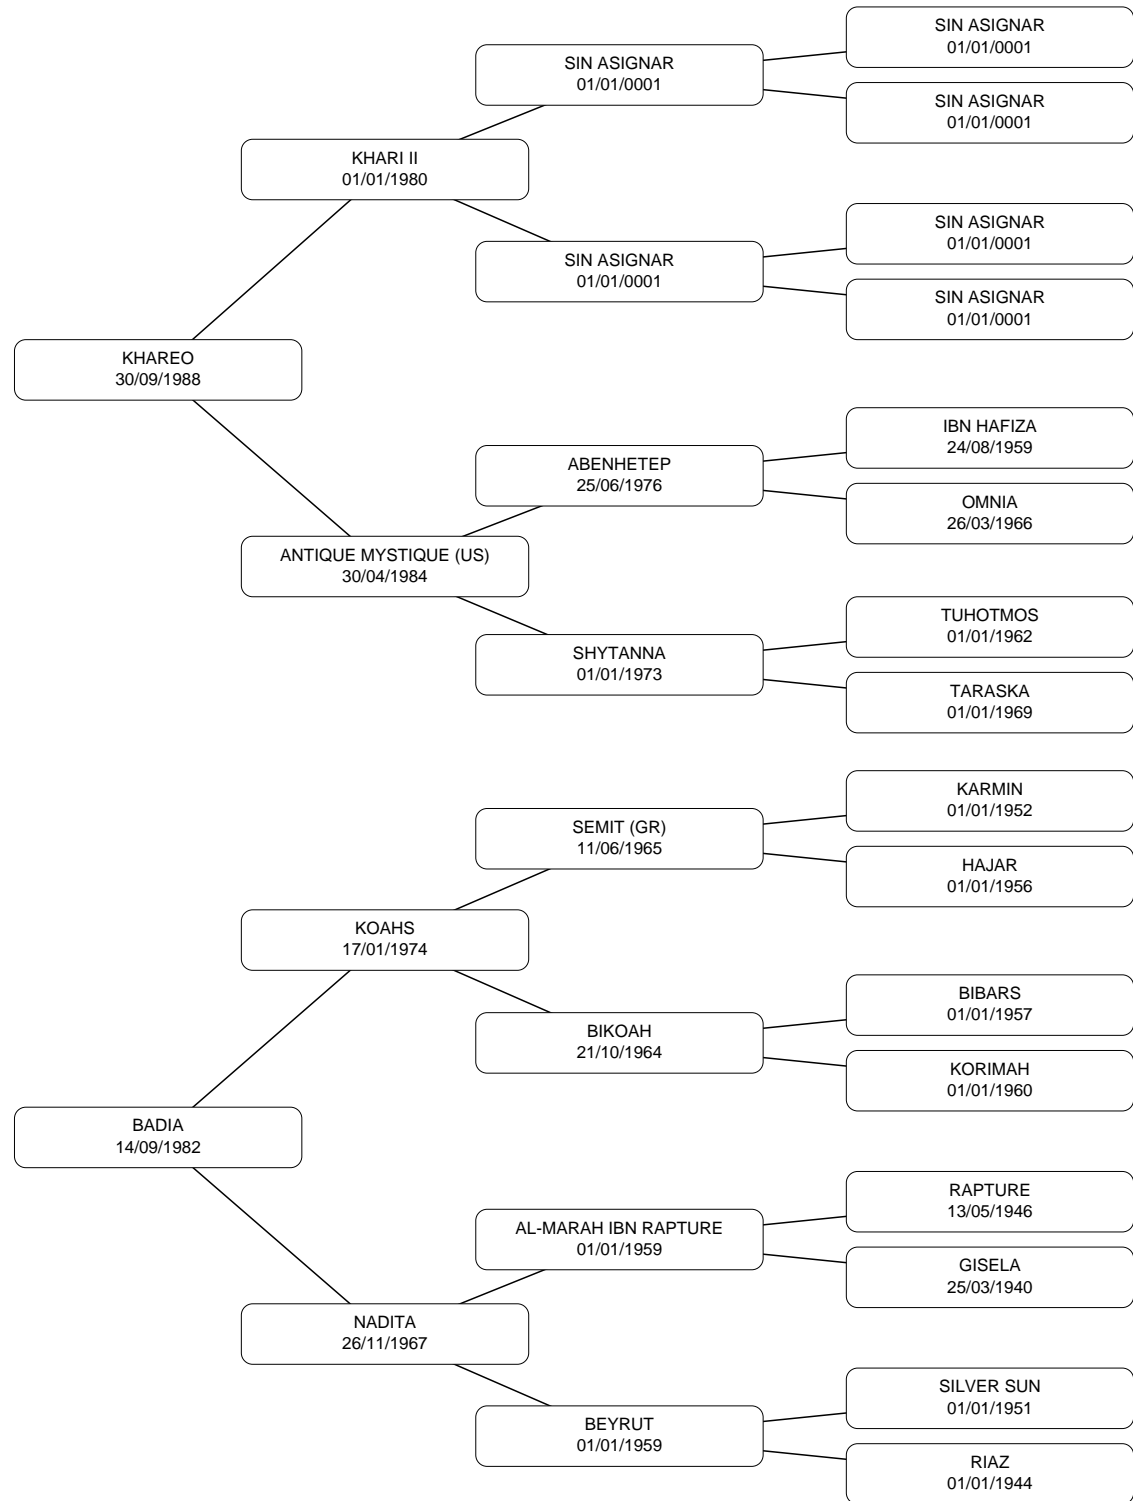 SIN ASIGNAR
01/01/0001
SIN ASIGNAR
01/01/0001
SIN ASIGNAR
01/01/0001
KHARI II
01/01/1980
SIN ASIGNAR
01/01/0001
SIN ASIGNAR
01/01/0001
SIN ASIGNAR
01/01/0001
KHAREO
30/09/1988
IBN HAFIZA
24/08/1959
ABENHETEP
25/06/1976
OMNIA
26/03/1966
ANTIQUE MYSTIQUE (US)
30/04/1984
TUHOTMOS
01/01/1962
SHYTANNA
01/01/1973
TARASKA
01/01/1969
KARMIN
01/01/1952
SEMIT (GR)
11/06/1965
HAJAR
01/01/1956
KOAHS
17/01/1974
BIBARS
01/01/1957
BIKOAH
21/10/1964
KORIMAH
01/01/1960
BADIA
14/09/1982
RAPTURE
13/05/1946
AL-MARAH IBN RAPTURE
01/01/1959
GISELA
25/03/1940
NADITA
26/11/1967
SILVER SUN
01/01/1951
BEYRUT
01/01/1959
RIAZ
01/01/1944